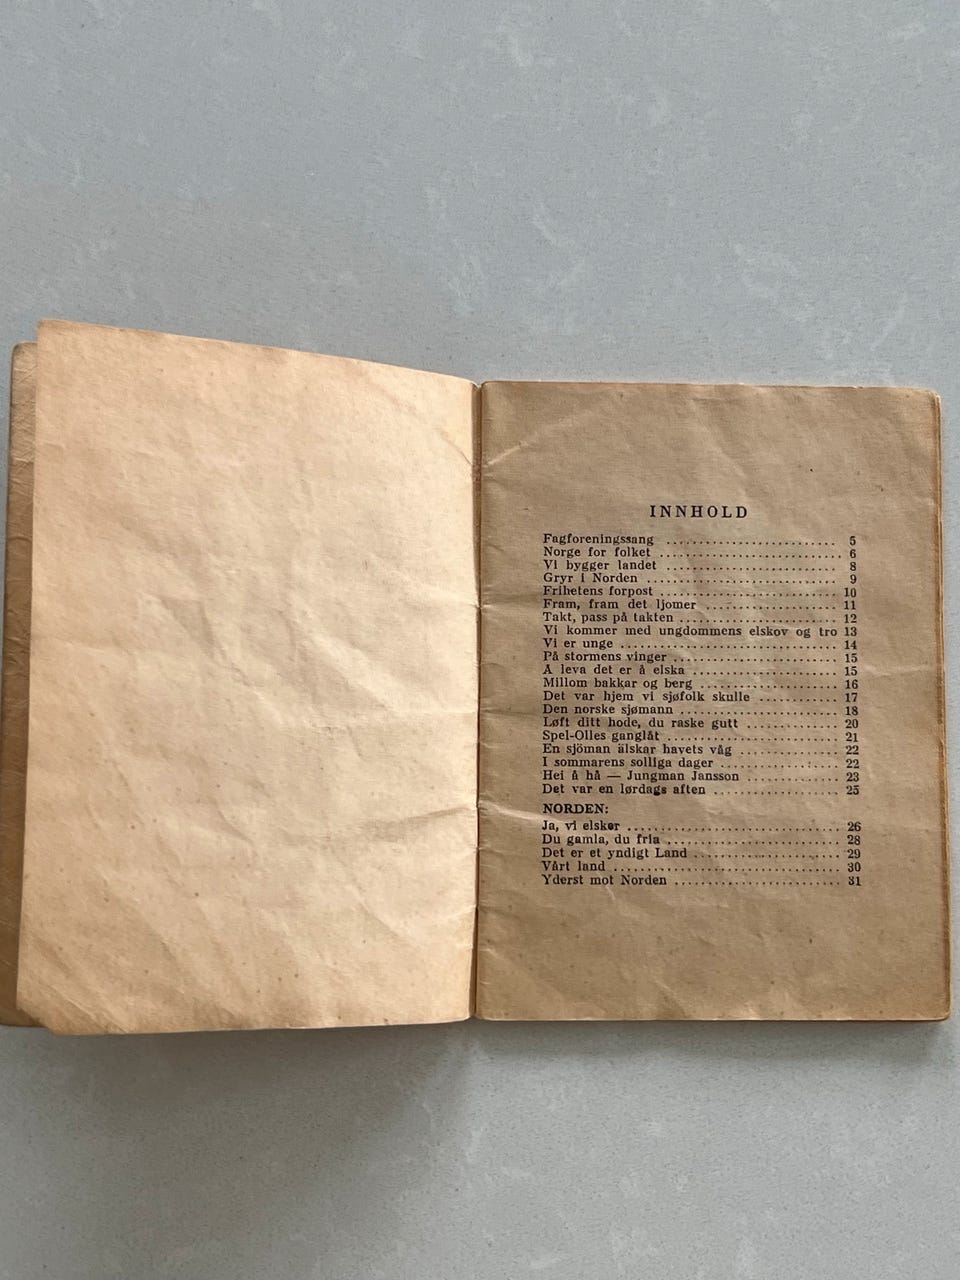 INNHOLD
Fagforeningssang ........................... 5
Norge for folket ............................ 6
Vi bygger landet ........................... 8
Gryr i Norden .............................. 9
Frihetens forpost ........................... 10
Fram, fram det ljomer .................... 11
Takt, pass på takten ........................ 12
Vi kommer med ungdommens elskov og tro 13
Vi er unge .................................. 14
På stormens vinger ......................... 15
Å leva det er å elska ....................... 15
Millom bakkar og berg ..................... 16
Det var hjem vi sjøfolk skulle ............ 17
Den norske sjømann ........................ 18
Løft ditt hode, du raske gutt .............. 20
Spel-Olles ganglåt .......................... 21
En sjöman älskar havets våg ................ 22
I sommarens solliga dager ................... 22
Hei å hå — Jungman Jansson .............. 23
Det var en lørdags aften ................... 25
NORDEN:
Ja, vi elsker ................................. 26
Du gamla, du fria ........................... 28
Det er et yndigt Land ...................... 29
Vårt land ................................... 30
Yderst mot Norden ......................... 31